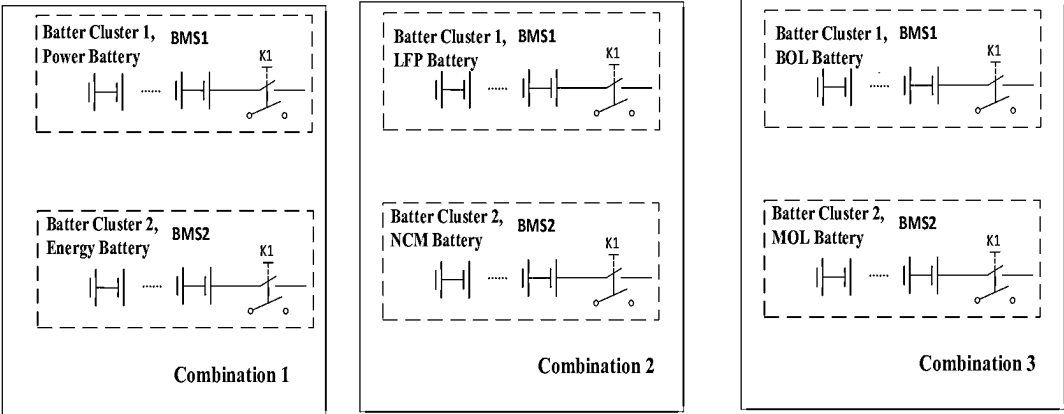 Batter Cluster 1, BMS1
Power Battery
K1
Batter Cluster 2, BMS2
Energy Battery
K1
Combination 1
Batter Cluster 1, BMS1
LFP Battery
K1
Batter Cluster 2, BMS2
NCM Battery
K1
Combination 2
Batter Cluster 1, BMS1
BOL Battery
K1
Batter Cluster 2, BMS2
MOL Battery
K1
Combination 3